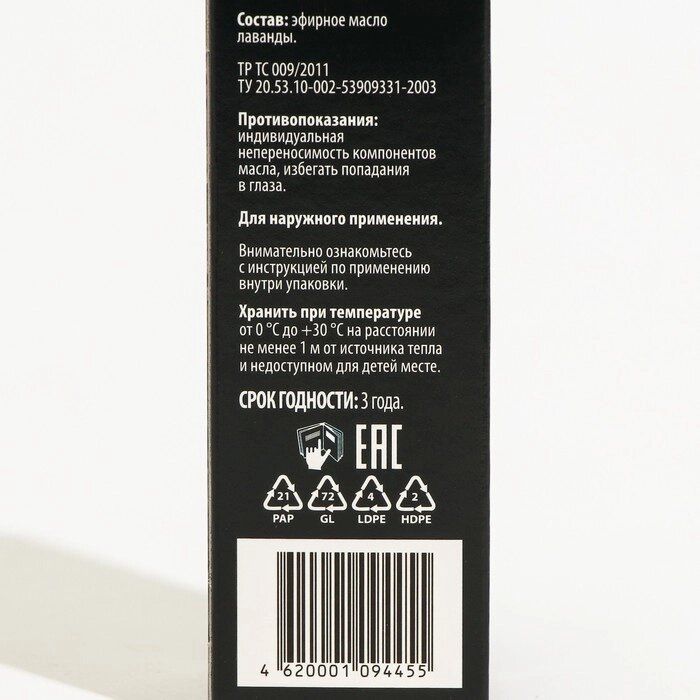 Состав: эфирное масло
лаванды.
ТР ТС 009/2011
ТУ 20.53.10-002-53909331-2003
Противопоказания:
индивидуальная
непереносимость компонентов
масла, избегать попадания
в глаза.
Для наружного применения.
Внимательно ознакомьтесь
с инструкцией по применению
внутри упаковки.
Хранить при температуре
от 0 °C до +30 °C на расстоянии
не менее 1 м от источника тепла
и недоступном для детей месте.
СРОК ГОДНОСТИ: 3 года.
EAC
21 72 4 2
PAP GL LDPE HDPE
4 620001 094455